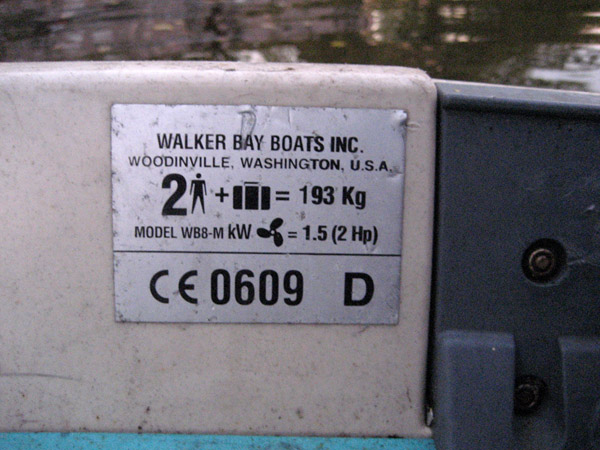 WALKER BAY BOATS INC.
WOODINVILLE, WASHINGTON, U.S.A.
2 + = 193 Kg
MODEL WB8-M kW = 1.5 (2 Hp)
CE 0609 D